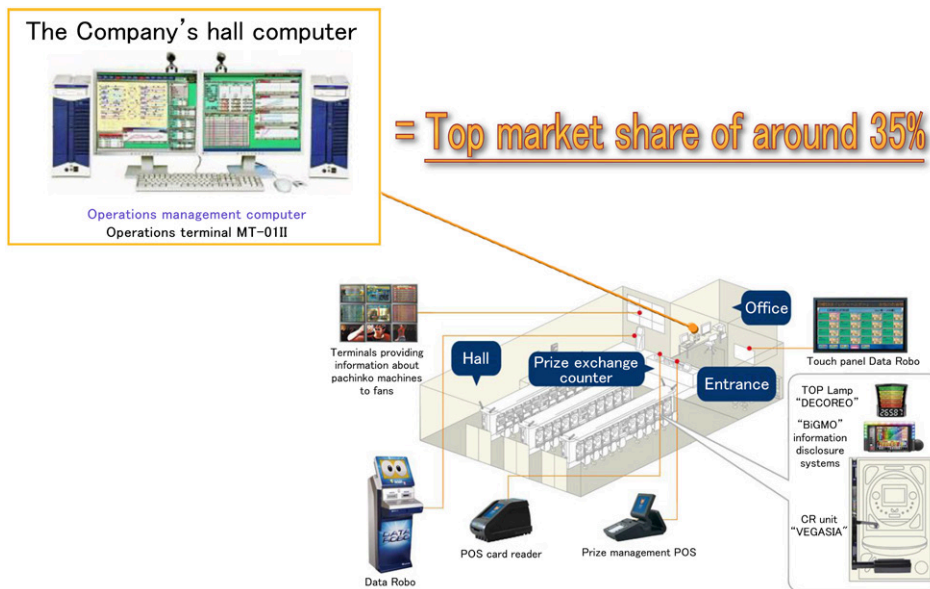 The Company's hall computer
Operations management computer
Operations terminal MT-01II
= Top market share of around 35%
Terminals providing
information about
pachinko machines
to fans
Hall
Prize exchange
counter
Office
Entrance
Touch panel Data Robo
TOP Lamp
"DECOREO"
"BiGMO"
information
disclosure
systems
CR unit
"VEGASIA"
Data Robo
POS card reader
Prize management POS
26587